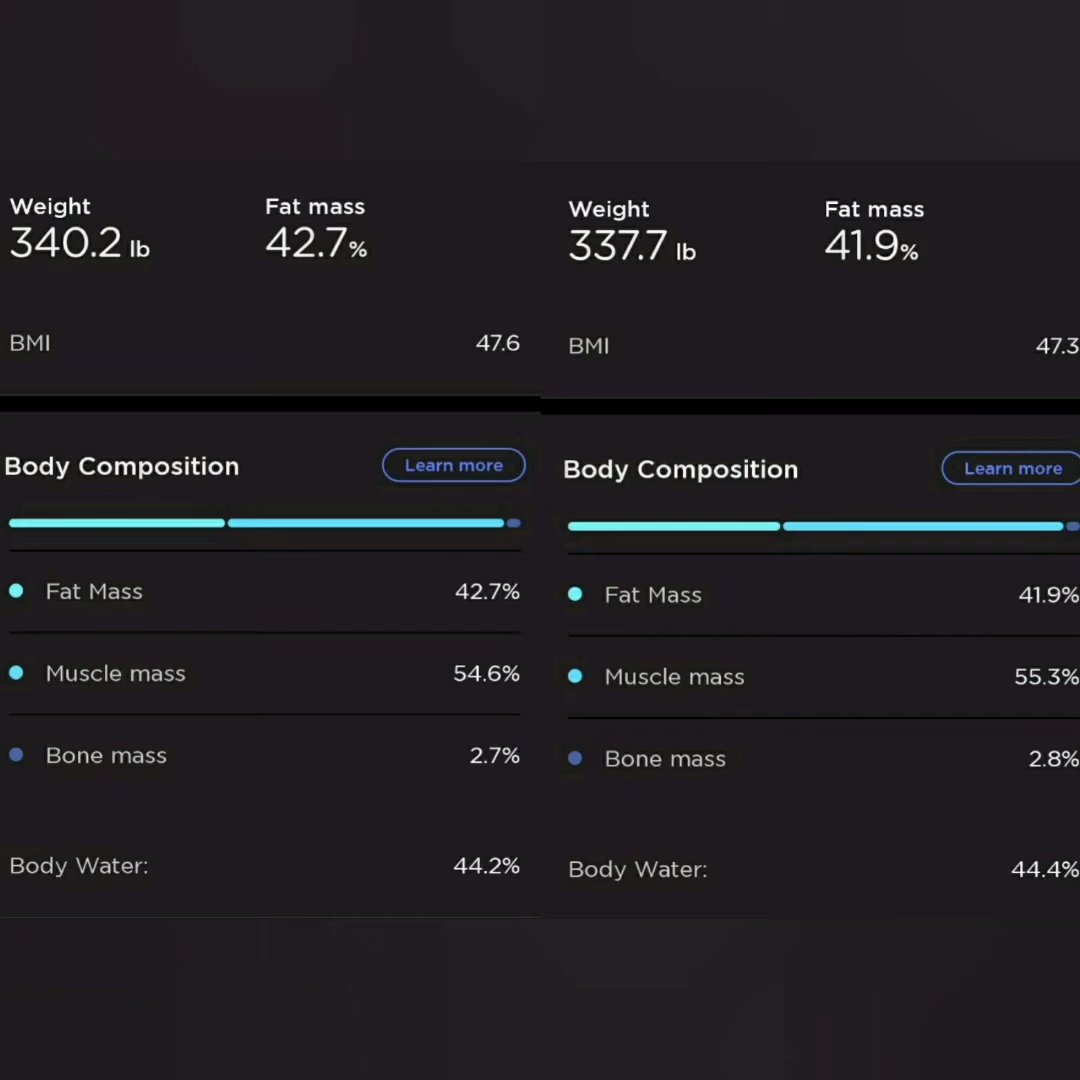 Weight Fat mass
340.2 lb 42.7%
BMI 47.6
Body Composition Learn more
Fat Mass 42.7%
Muscle mass 54.6%
Bone mass 2.7%
Body Water: 44.2%
Weight Fat mass
337.7 lb 41.9%
BMI 47.3
Body Composition Learn more
Fat Mass 41.9%
Muscle mass 55.3%
Bone mass 2.8%
Body Water: 44.4%